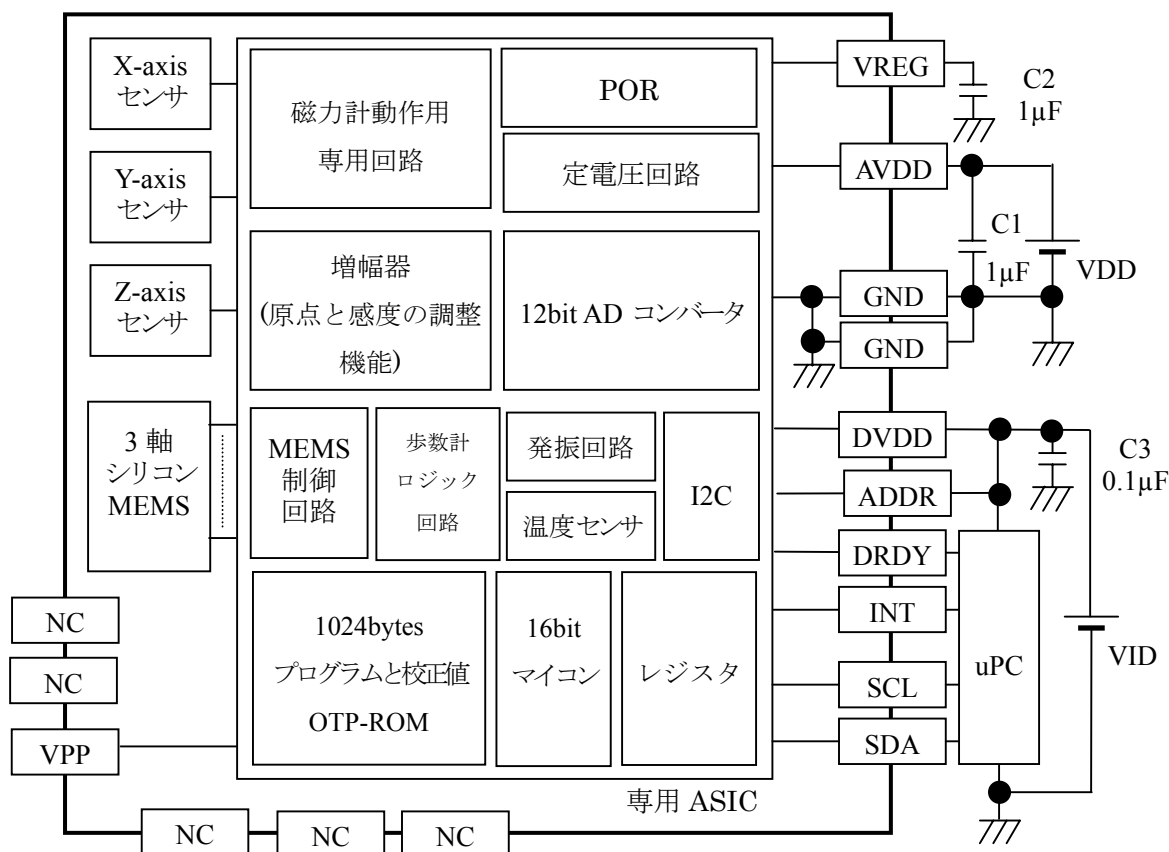 X-axis
センサ
Y-axis
センサ
Z-axis
センサ
3 軸
シリコン
MEMS
NC
NC
VPP
NC
NC
NC
磁力計動作用
専用回路
POR
定電圧回路
増幅器
(原点と感度の調整
機能)
12bit AD コンバータ
MEMS
制御
回路
歩数計
ロジック
回路
発振回路
温度センサ
I2C
1024bytes
プログラムと校正値
OTP-ROM
16bit
マイコン
レジスタ
専用 ASIC
VREG
AVDD
GND
GND
DVDD
ADDR
DRDY
INT
SCL
SDA
C2
1μF
C1
1μF
VDD
C3
0.1μF
uPC
VID